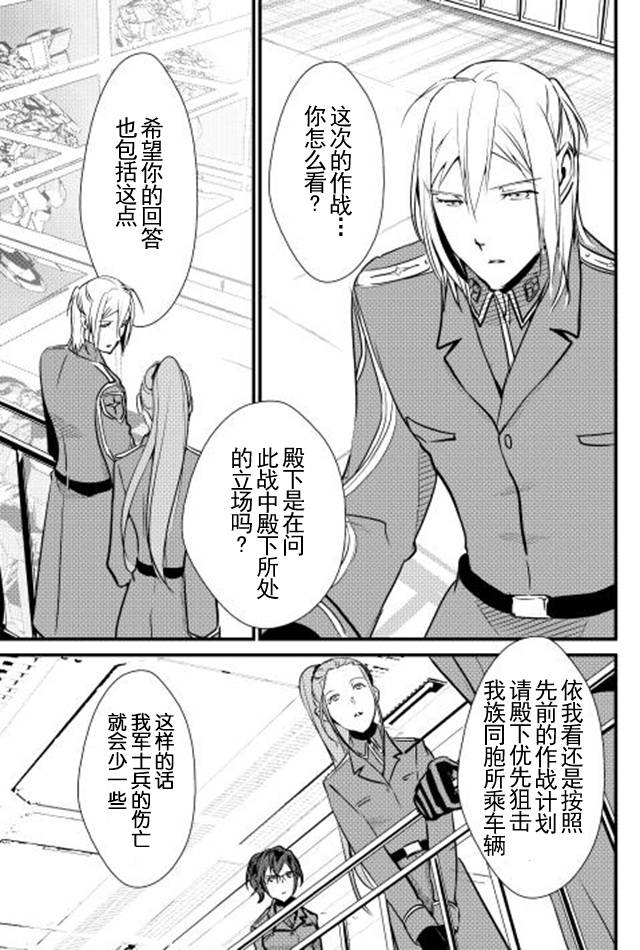 这次的作战…
你怎么看？
希望你的回答
也包括这点
殿下是在问
此战中殿下所处
的立场吗？
依我看还是按照
先前的作战计划
请殿下优先狙击
我族同胞所乘车辆
这样的话
我军士兵的伤亡
就会少一些